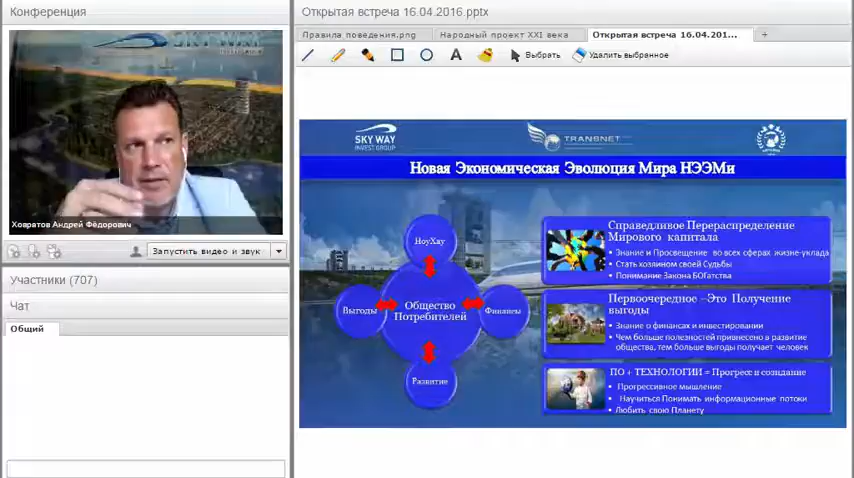 Конференция
SKY WAY
Ховратов Андрей Фёдорович
Запустить видео и звук
Участники (707)
Чат
Общий
Открытая встреча 16.04.2016.pptx
Правила поведения.png
Народный проект XXI века
Открытая встреча 16.04.201...
+
A
Выбрать
Удалить выбранное
SKY WAY
INVEST GROUP
TRANSNET
Новая Экономическая Эволюция Мира НЭЭМи
НоуХау
Выгоды
Общество
Потребителей
Финансы
Развитие
Справедливое Перераспределение
Мирового капитала
• Знание и Просвещение во всех сферах жизне-уклада
• Стать хозяином своей Судьбы
• Понимание Закона БОГатства
Первоочередное –Это Получение
выгоды
• Знание о финансах и инвестировании
• Чем больше полезностей привнесено в развитие
общества, тем больше выгоды получает человек
ПО + ТЕХНОЛОГИИ = Прогресс и созидание
• Прогрессивное мышление
• Научиться Понимать информационные потоки
• Любить свою Планету